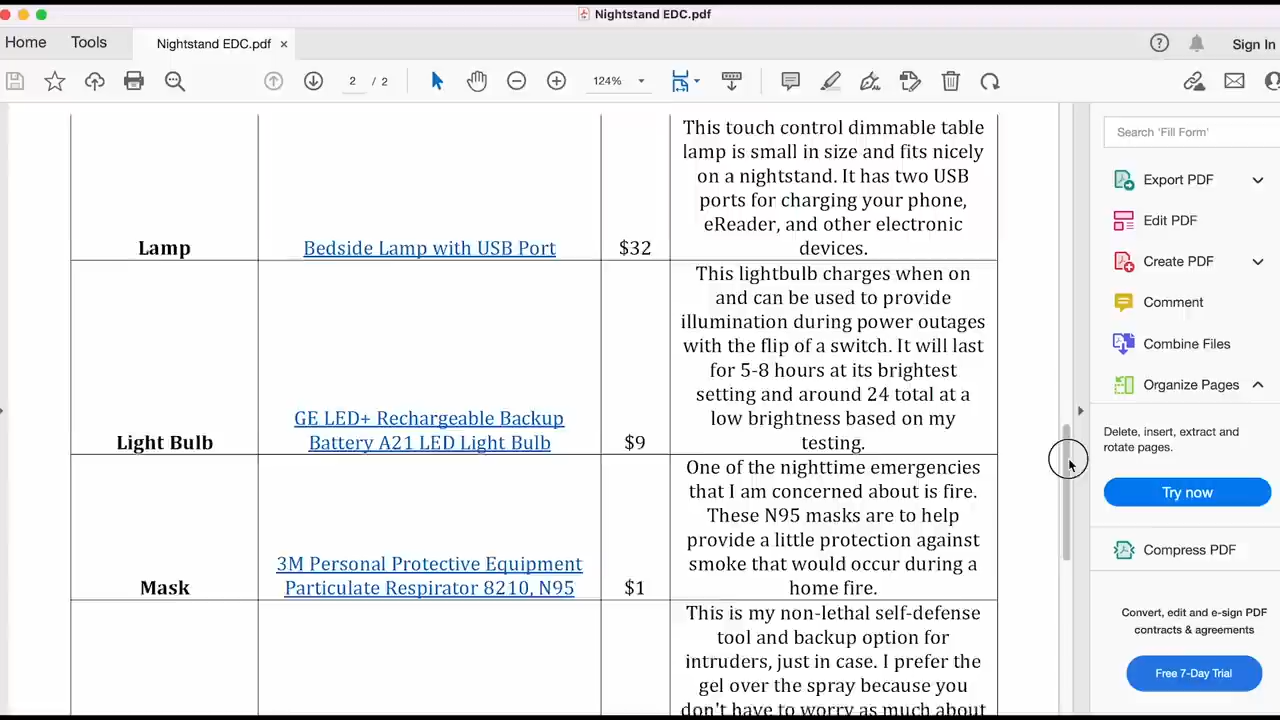 Nightstand EDC.pdf
Home
Tools
Nightstand EDC.pdf ×
Sign In
2 / 2
124%
This touch control dimmable table
lamp is small in size and fits nicely
on a nightstand. It has two USB
ports for charging your phone,
eReader, and other electronic
Lamp Bedside Lamp with USB Port $32 devices.
This lightbulb charges when on
and can be used to provide
illumination during power outages
with the flip of a switch. It will last
for 5-8 hours at its brightest
setting and around 24 total at a
GE LED+ Rechargeable Backup low brightness based on my
Light Bulb Battery A21 LED Light Bulb $9 testing.
One of the nighttime emergencies
that I am concerned about is fire.
These N95 masks are to help
provide a little protection against
3M Personal Protective Equipment smoke that would occur during a
Mask Particulate Respirator 8210, N95 $1 home fire.
This is my non-lethal self-defense
tool and backup option for
intruders, just in case. I prefer the
gel over the spray because you
don't have to worry as much about
Search 'Fill Form'
Export PDF
Edit PDF
Create PDF
Comment
Combine Files
Organize Pages
Delete, insert, extract and
rotate pages.
Try now
Compress PDF
Convert, edit and e-sign PDF
contracts & agreements
Free 7-Day Trial